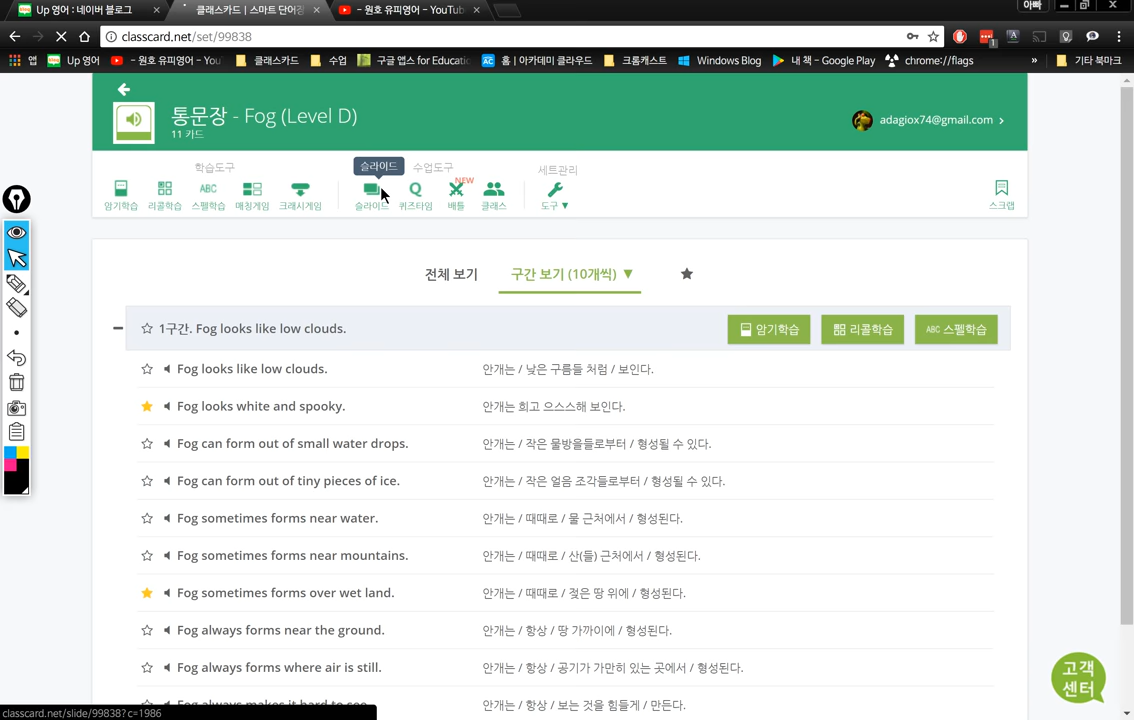 Up 영어 : 네이버 블로그
클래스카드 | 스마트 단어장
- 원호 유피영어 - YouTub
아빠
classcard.net/set/99838
앱
Up 영어
- 원호 유피영어 - You
클래스카드
수업
구글 앱스 for Educatio
홈 | 아카데미 클라우드
크롬캐스트
Windows Blog
내 책 - Google Play
chrome://flags
»
기타 북마크
통문장 - Fog (Level D)
11 카드
adagiox74@gmail.com
학습도구
슬라이드
수업도구
세트관리
암기학습
리콜학습
ABC
스펠학습
매칭게임
크래시게임
슬라이드
Q
퀴즈타임
NEW
배틀
클래스
도구 ▼
스크랩
전체 보기
구간 보기 (10개씩) ▼
1구간. Fog looks like low clouds.
암기학습
리콜학습
ABC 스펠학습
Fog looks like low clouds.
안개는 / 낮은 구름들 처럼 / 보인다.
Fog looks white and spooky.
안개는 희고 으스스해 보인다.
Fog can form out of small water drops.
안개는 / 작은 물방울들로부터 / 형성될 수 있다.
Fog can form out of tiny pieces of ice.
안개는 / 작은 얼음 조각들로부터 / 형성될 수 있다.
Fog sometimes forms near water.
안개는 / 때때로 / 물 근처에서 / 형성된다.
Fog sometimes forms near mountains.
안개는 / 때때로 / 산(들) 근처에서 / 형성된다.
Fog sometimes forms over wet land.
안개는 / 때때로 / 젖은 땅 위에 / 형성된다.
Fog always forms near the ground.
안개는 / 항상 / 땅 가까이에 / 형성된다.
Fog always forms where air is still.
안개는 / 항상 / 공기가 가만히 있는 곳에서 / 형성된다.
Fog always makes it hard to see.
안개는 / 항상 / 보는 것을 힘들게 / 만든다.
고객
센터
classcard.net/slide/99838?c=1986